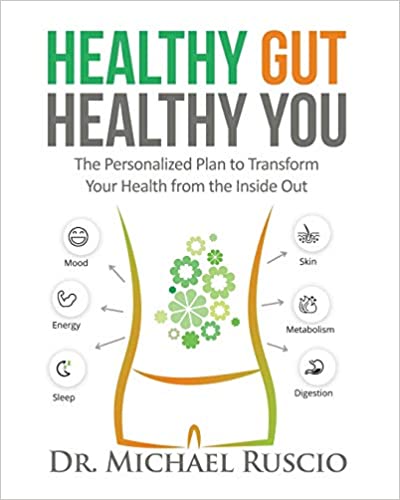 HEALTHY GUT
HEALTHY YOU
The Personalized Plan to Transform
Your Health from the Inside Out
Mood
Energy
Sleep
Skin
Metabolism
Digestion
DR. MICHAEL RUSCIO